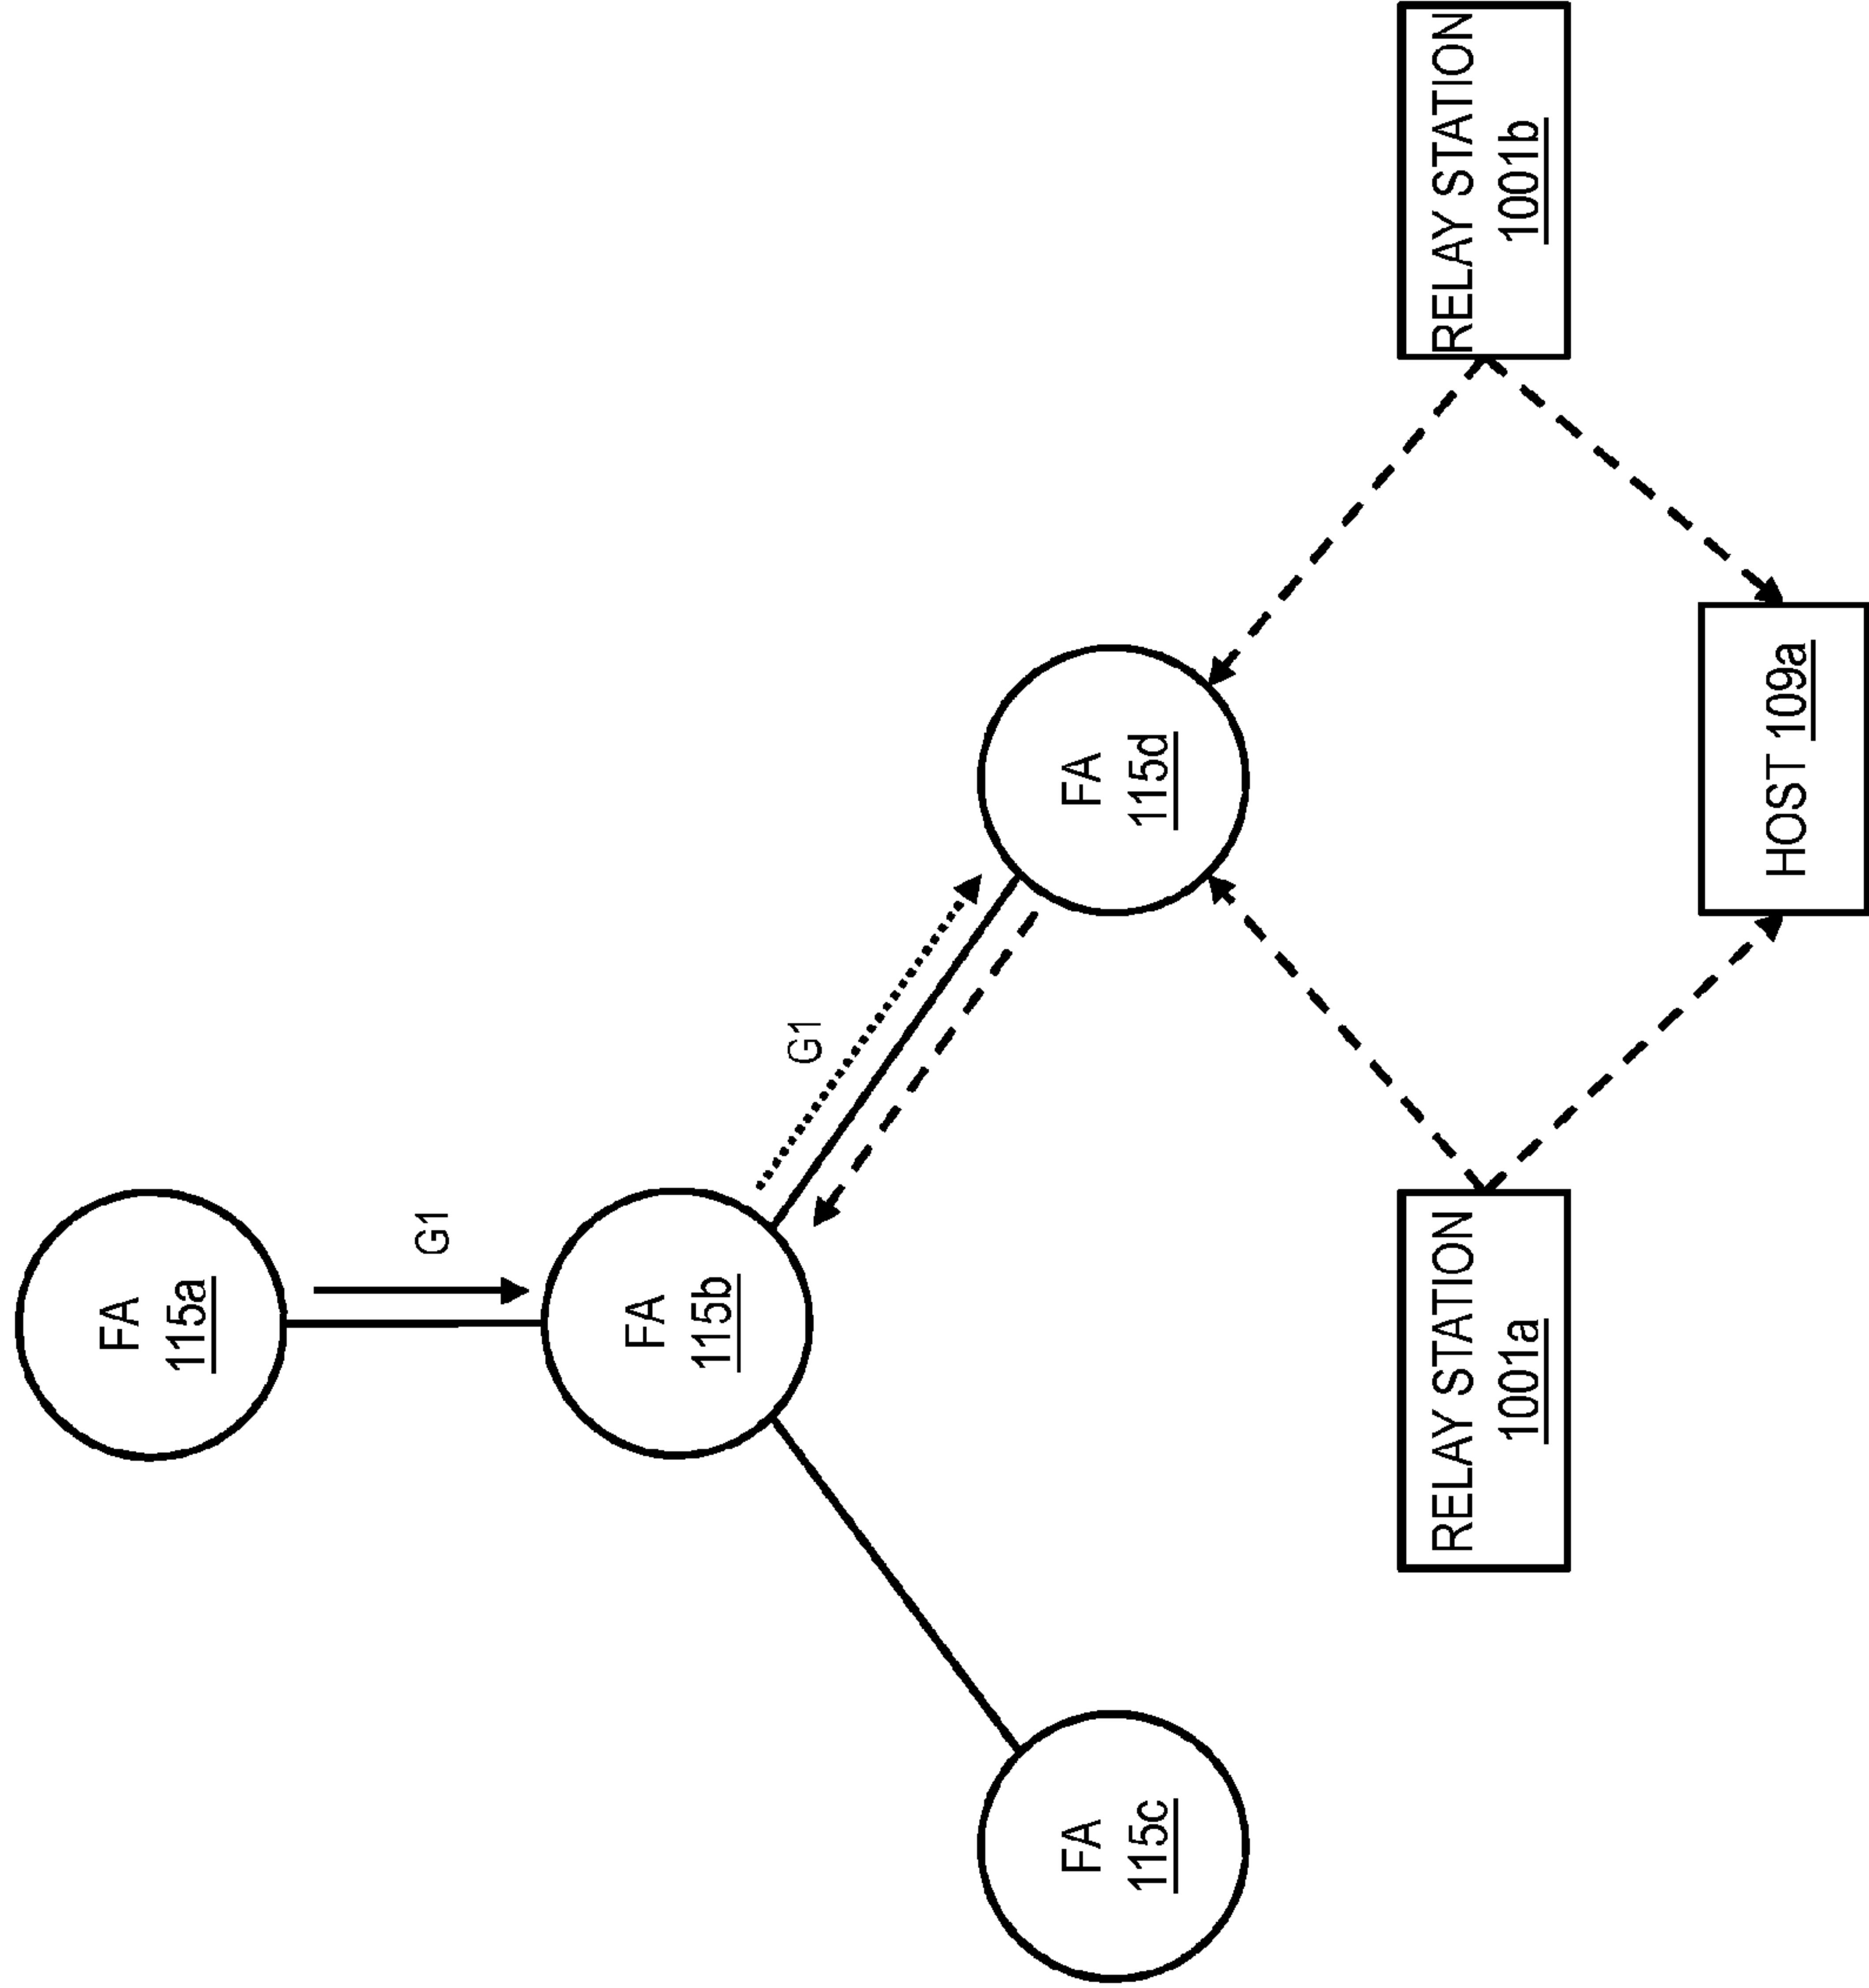 FA
115a
G1
FA
115b
G1
FA
115c
FA
115d
RELAY STATION
1001a
RELAY STATION
1001b
HOST 109a